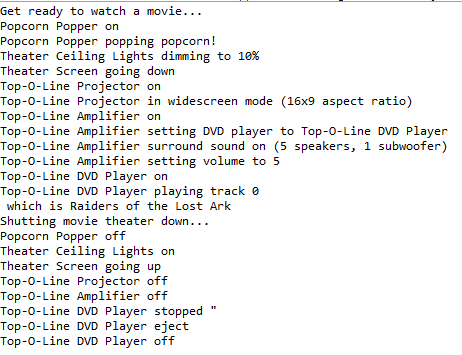 Get ready to watch a movie...
Popcorn Popper on
Popcorn Popper popping popcorn!
Theater Ceiling Lights dimming to 10%
Theater Screen going down
Top-O-Line Projector on
Top-O-Line Projector in widescreen mode (16x9 aspect ratio)
Top-O-Line Amplifier on
Top-O-Line Amplifier setting DVD player to Top-O-Line DVD Player
Top-O-Line Amplifier surround sound on (5 speakers, 1 subwoofer)
Top-O-Line Amplifier setting volume to 5
Top-O-Line DVD Player on
Top-O-Line DVD Player playing track 0
 which is Raiders of the Lost Ark
Shutting movie theater down...
Popcorn Popper off
Theater Ceiling Lights on
Theater Screen going up
Top-O-Line Projector off
Top-O-Line Amplifier off
Top-O-Line DVD Player stopped "
Top-O-Line DVD Player eject
Top-O-Line DVD Player off